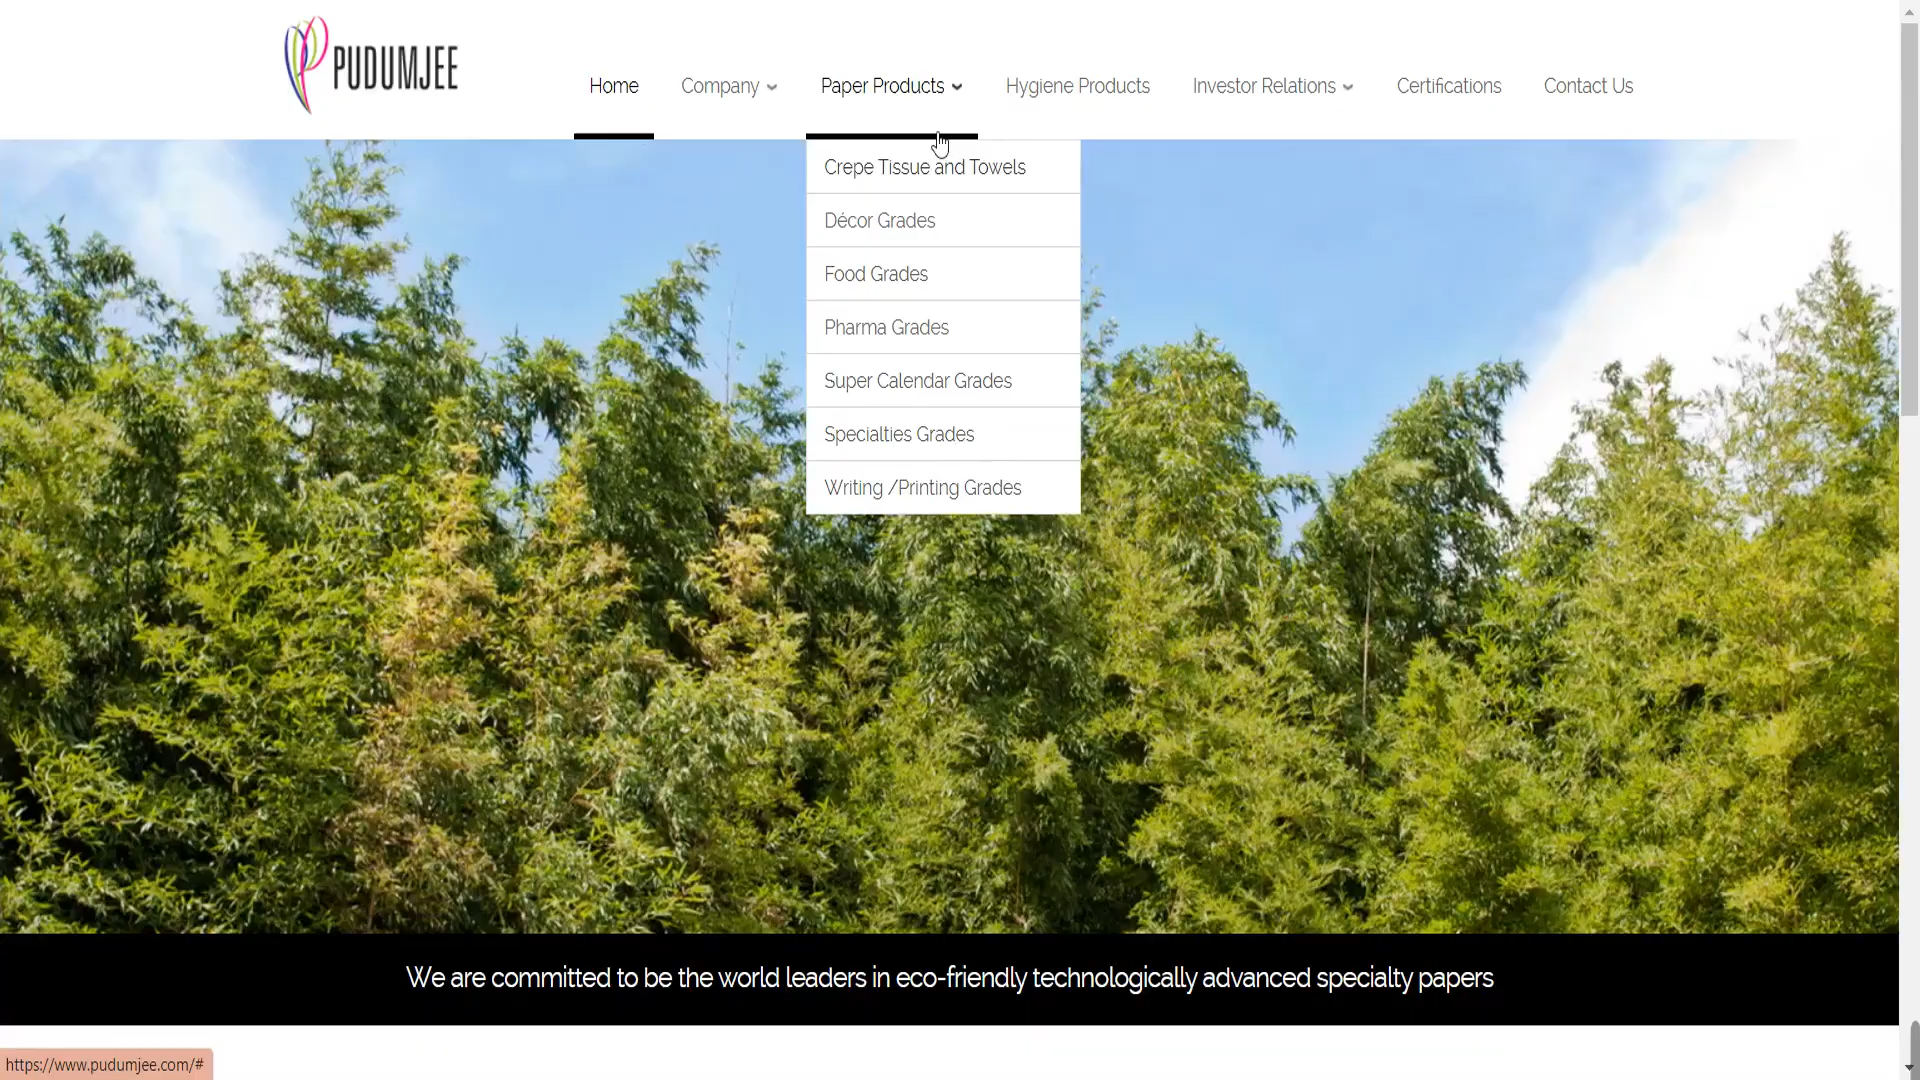 PUDUMJEE
Home
Company
Paper Products
Hygiene Products
Investor Relations
Certifications
Contact Us
Crepe Tissue and Towels
Décor Grades
Food Grades
Pharma Grades
Super Calendar Grades
Specialties Grades
Writing /Printing Grades
We are committed to be the world leaders in eco-friendly technologically advanced specialty papers
https://www.pudumjee.com/#